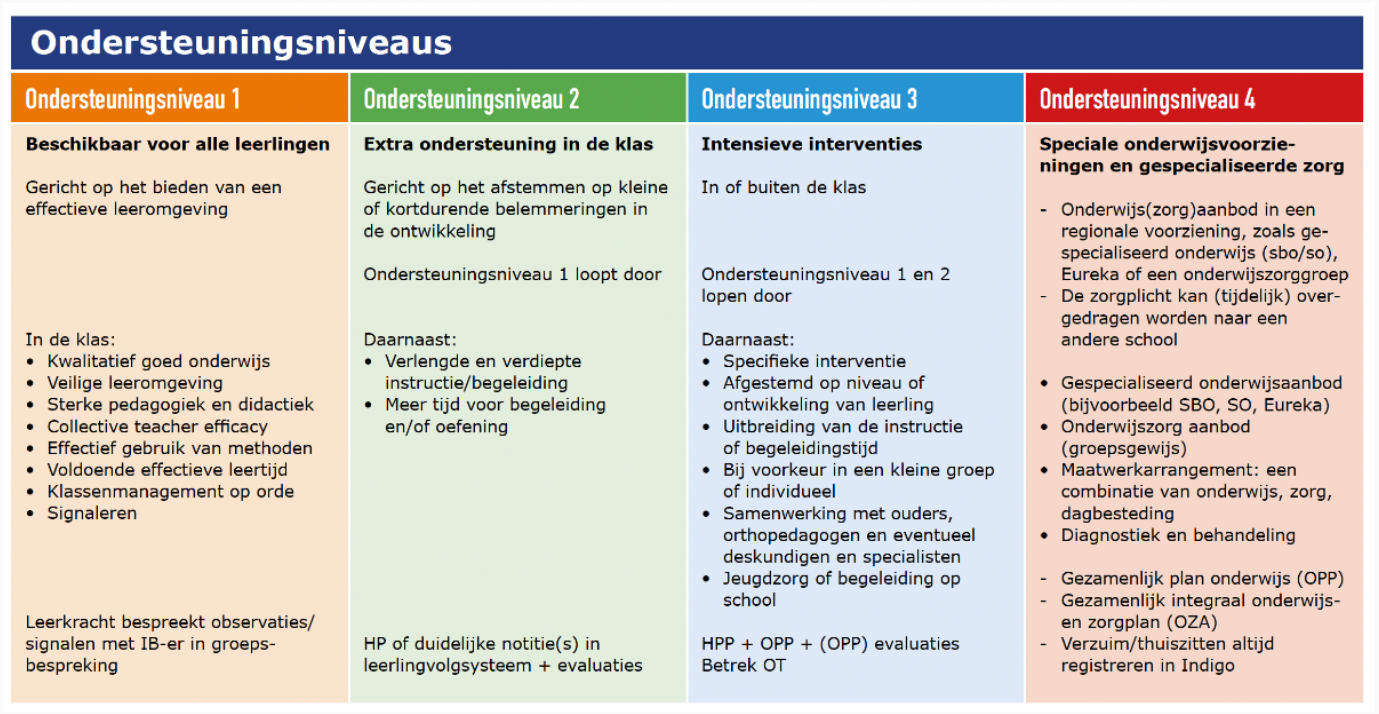 Ondersteuningsniveaus
Ondersteuningsniveau 1
Beschikbaar voor alle leerlingen
Gericht op het bieden van een
effectieve leeromgeving
In de klas:
• Kwalitatief goed onderwijs
• Veilige leeromgeving
• Sterke pedagogiek en didactiek
• Collective teacher efficacy
• Effectief gebruik van methoden
• Voldoende effectieve leertijd
• Klassenmanagement op orde
• Signaleren
Leerkracht bespreekt observaties/
signalen met IB-er in groeps-
bespreking
Ondersteuningsniveau 2
Extra ondersteuning in de klas
Gericht op het afstemmen op kleine
of kortdurende belemmeringen in
de ontwikkeling
Ondersteuningsniveau 1 loopt door
Daarnaast:
• Verlengde en verdiepte
instructie/begeleiding
• Meer tijd voor begeleiding
en/of oefening
HP of duidelijke notitie(s) in
leerlingvolgsysteem + evaluaties
Ondersteuningsniveau 3
Intensieve interventies
In of buiten de klas
Ondersteuningsniveau 1 en 2
lopen door
Daarnaast:
• Specifieke interventie
• Afgestemd op niveau of
ontwikkeling van leerling
• Uitbreiding van de instructie
of begeleidingstijd
• Bij voorkeur in een kleine groep
of individueel
• Samenwerking met ouders,
orthopedagogen en eventueel
deskundigen en specialisten
• Jeugdzorg of begeleiding op
school
HPP + OPP + (OPP) evaluaties
Betrek OT
Ondersteuningsniveau 4
Speciale onderwijsvoorzie-
ningen en gespecialiseerde zorg
- Onderwijs(zorg)aanbod in een
regionale voorziening, zoals ge-
specialiseerd onderwijs (sbo/so),
Eureka of een onderwijszorggroep
- De zorgplicht kan (tijdelijk) over-
gedragen worden naar een
andere school
• Gespecialiseerd onderwijsaanbod
(bijvoorbeeld SBO, SO, Eureka)
• Onderwijszorg aanbod
(groepsgewijs)
• Maatwerkarrangement: een
combinatie van onderwijs, zorg,
dagbesteding
• Diagnostiek en behandeling
- Gezamenlijk plan onderwijs (OPP)
- Gezamenlijk integraal onderwijs-
en zorgplan (OZA)
- Verzuim/thuiszitten altijd
registreren in Indigo